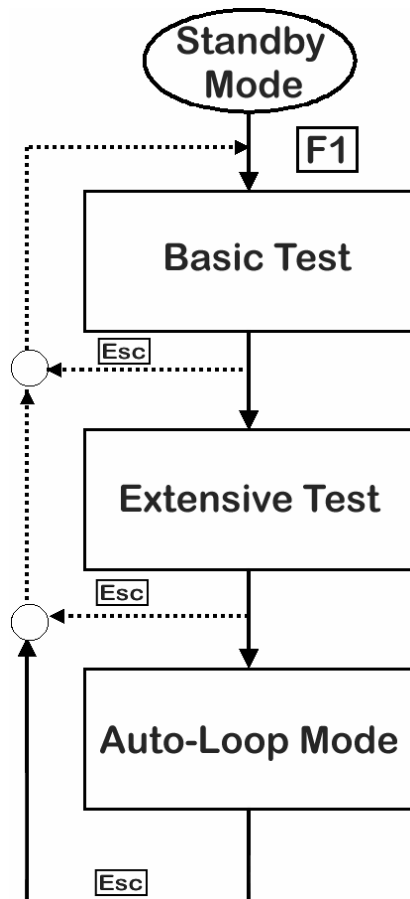 Standby
Mode
F1
Basic Test
Esc
Extensive Test
Esc
Auto-Loop Mode
Esc